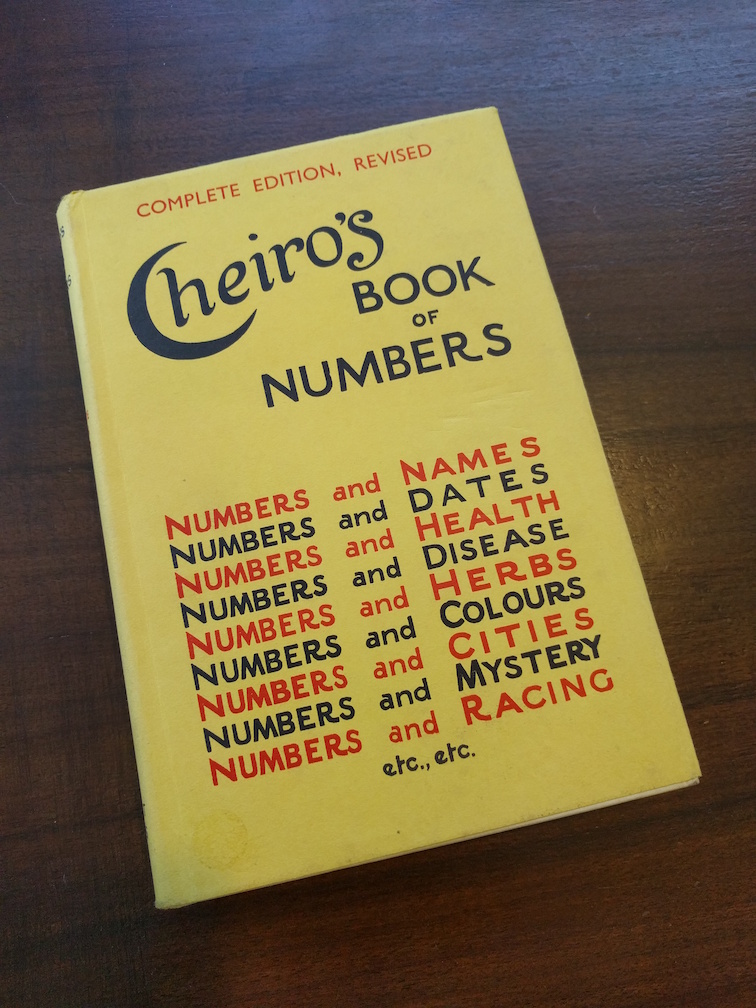 COMPLETE EDITION, REVISED
Cheiro's
BOOK
OF
NUMBERS
NUMBERS and NAMES
NUMBERS and DATES
NUMBERS and HEALTH
NUMBERS and DISEASE
NUMBERS and HERBS
NUMBERS and COLOURS
NUMBERS and CITIES
NUMBERS and MYSTERY
NUMBERS and RACING
etc., etc.